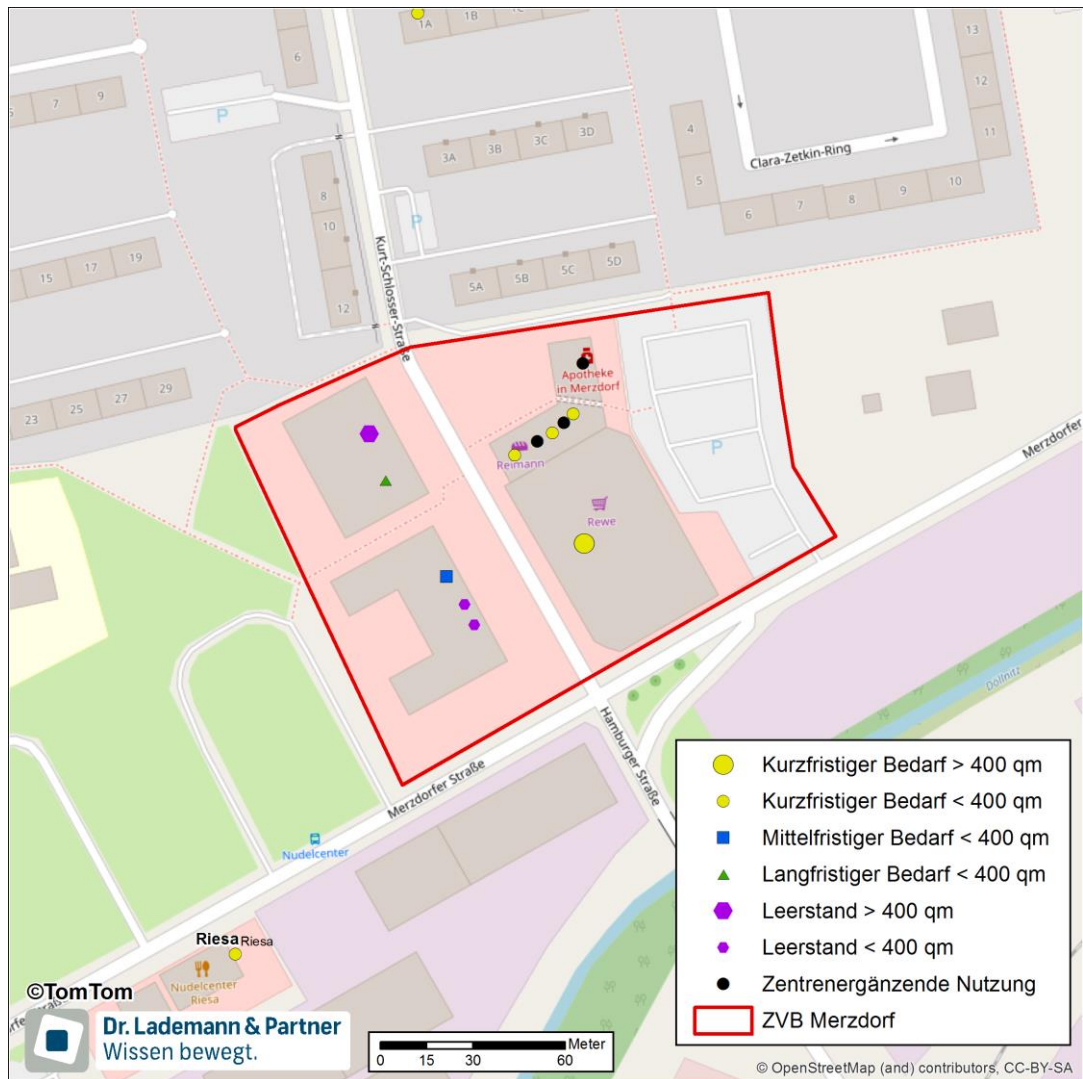 1A
1B
1C
6
13
7
9
12
P
3A
3B
3C
3D
4
11
Clara-Zetkin-Ring
5
10
8
9
8
7
6
10
P
Kurt-Schlosser-Straße
15
17
19
5A
5B
5C
5D
12
23
25
27
29
Apotheke
in Merzdorf
P
Reimann
Merzdorfer
Rewe
Döllnitz
Hamburger Straße
Merzdorfer Straße
Nudelcenter
Riesa
Riesa
Nudelcenter
Riesa
©TomTom
Dr. Lademann & Partner
Wissen bewegt.
Meter
0 15 30 60
Kurzfristiger Bedarf > 400 qm
Kurzfristiger Bedarf < 400 qm
Mittelfristiger Bedarf < 400 qm
Langfristiger Bedarf < 400 qm
Leerstand > 400 qm
Leerstand < 400 qm
Zentrenergänzende Nutzung
ZVB Merzdorf
© OpenStreetMap (and) contributors, CC-BY-SA